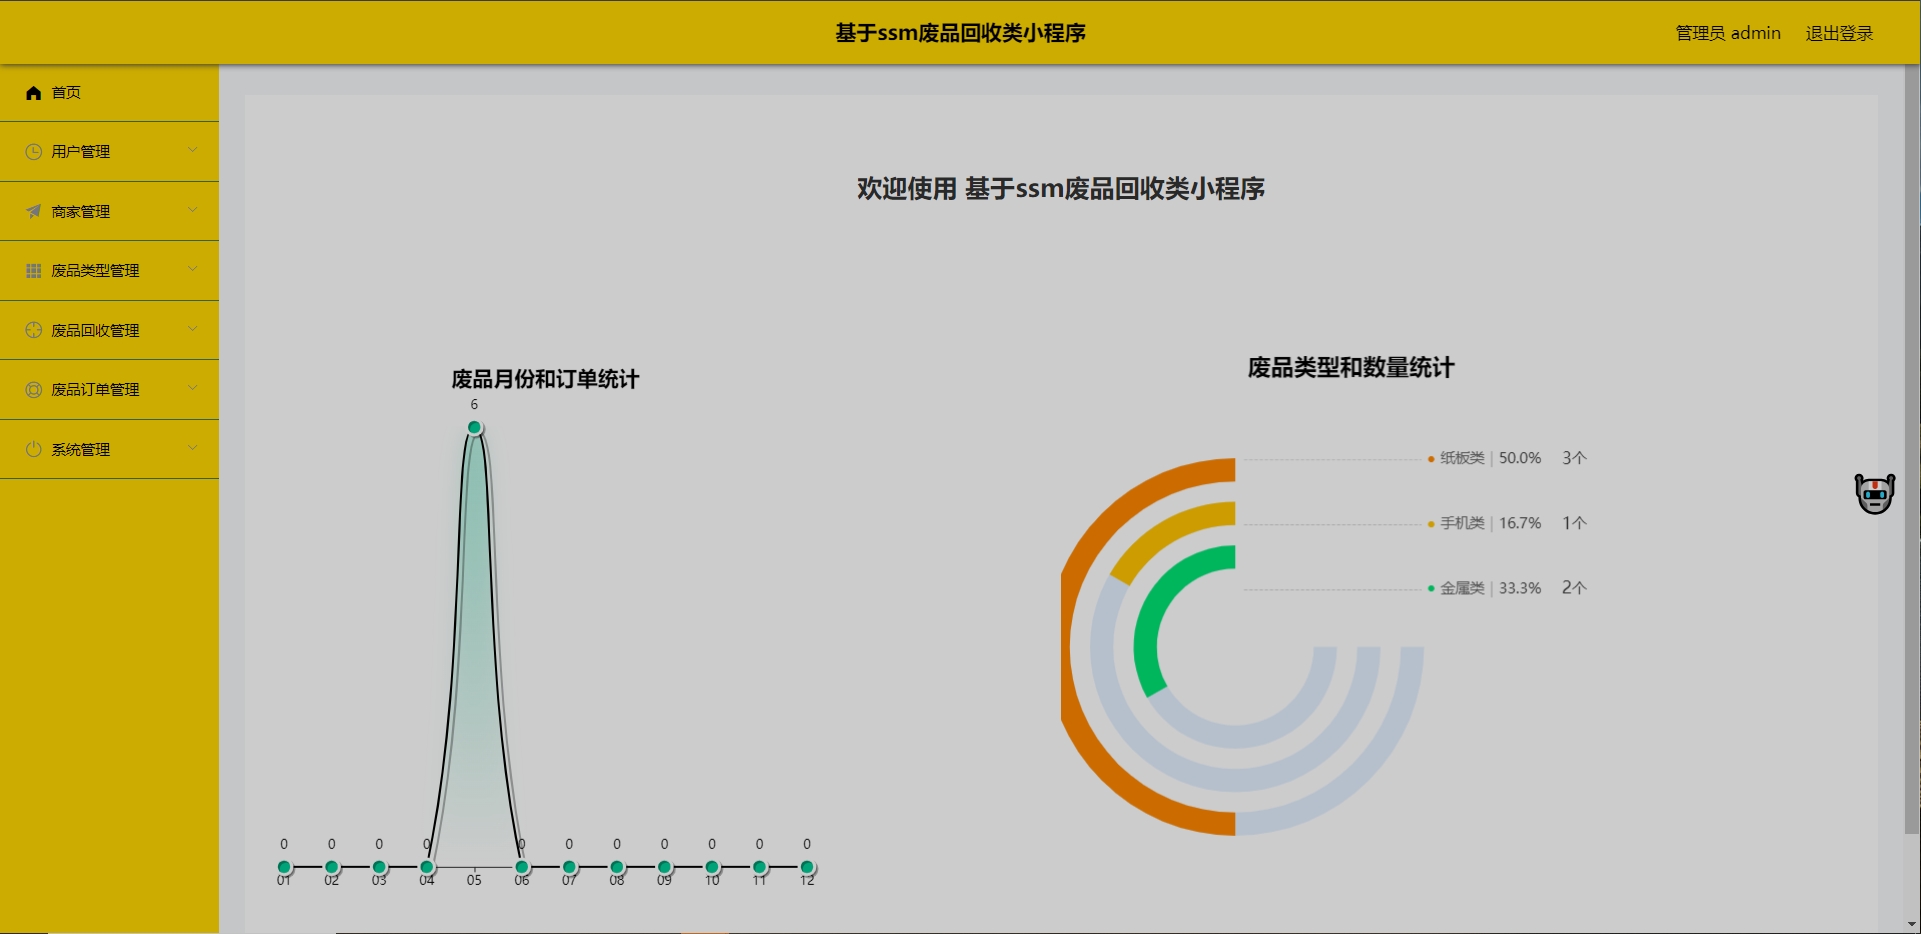 基于ssm废品回收类小程序
管理员 admin 退出登录
首页
用户管理
商家管理
废品类型管理
废品回收管理
废品订单管理
系统管理
欢迎使用 基于ssm废品回收类小程序
废品月份和订单统计
6
0 0 0 0 0 0 0 0 0 0 0
01 02 03 04 05 06 07 08 09 10 11 12
废品类型和数量统计
纸板类 | 50.0% 3个
手机类 | 16.7% 1个
金属类 | 33.3% 2个